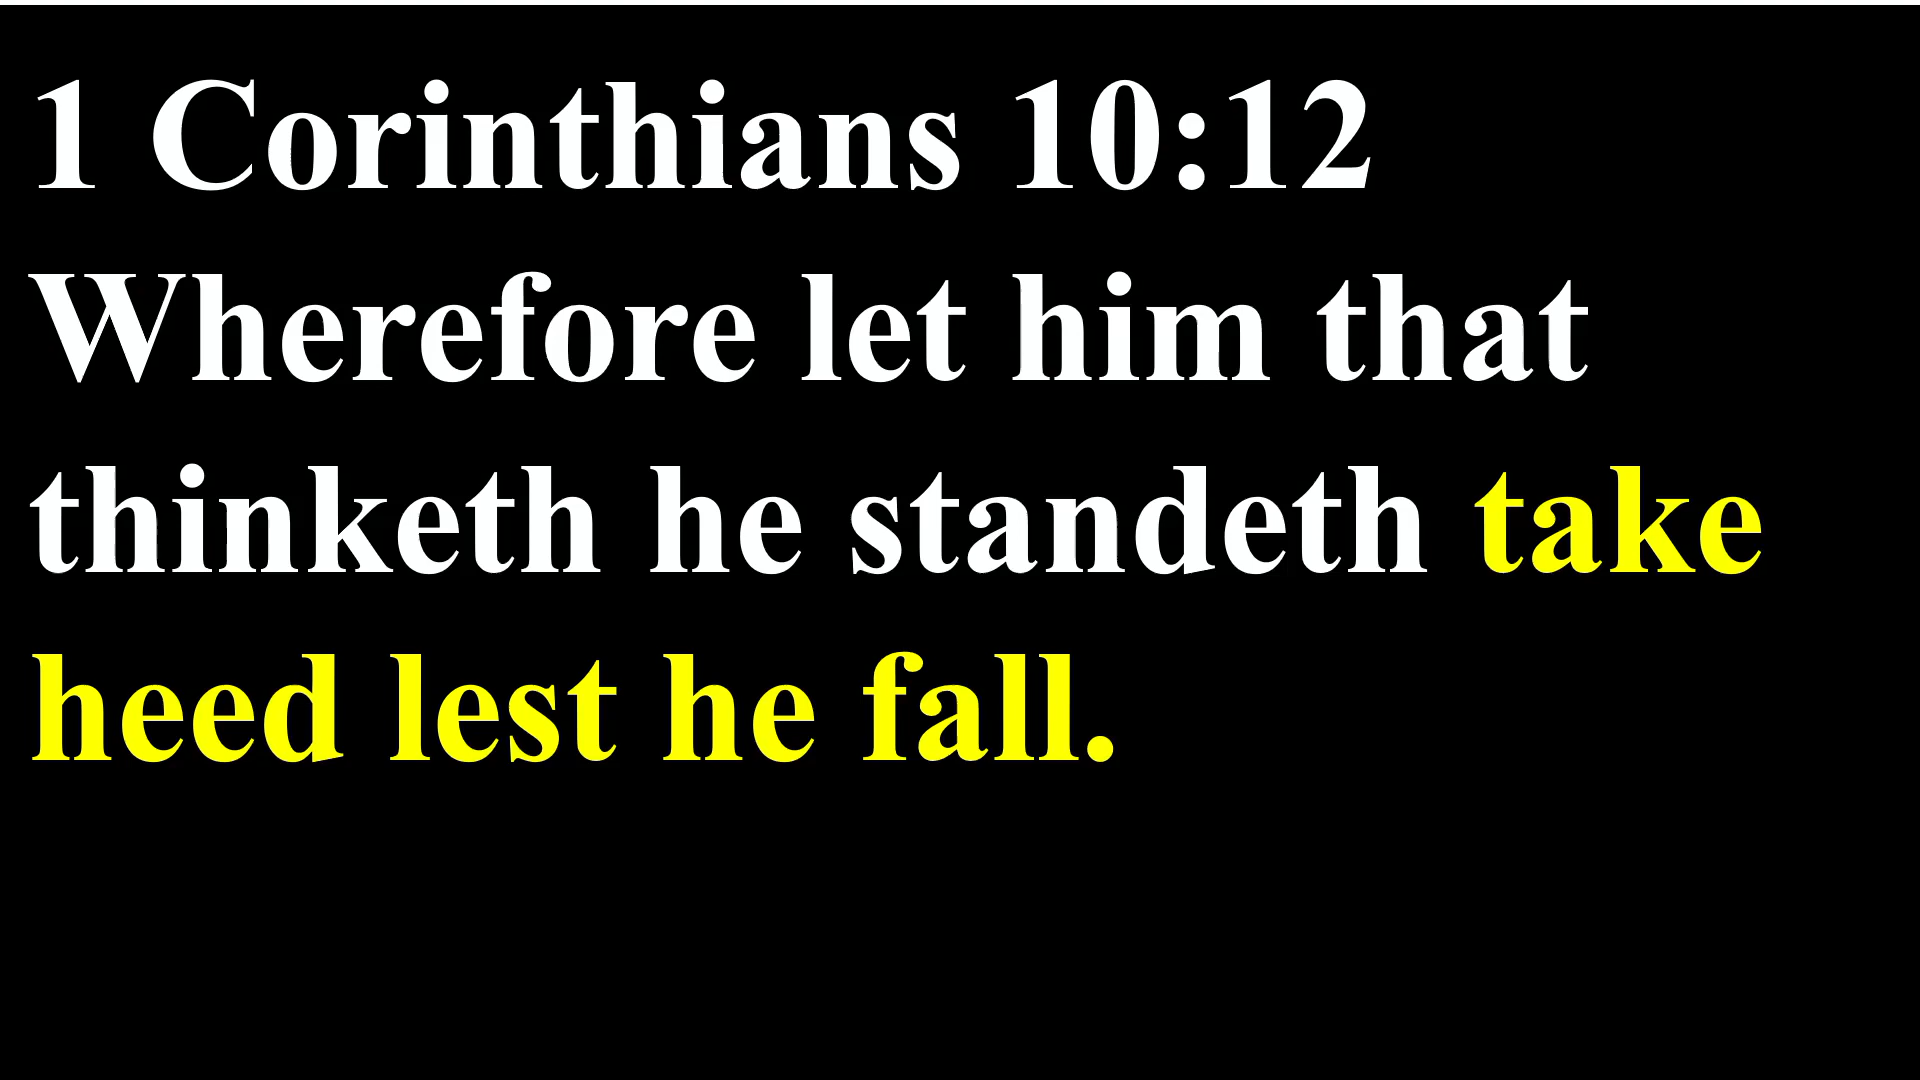 1 Corinthians 10:12
Wherefore let him that
thinketh he standeth take
heed lest he fall.